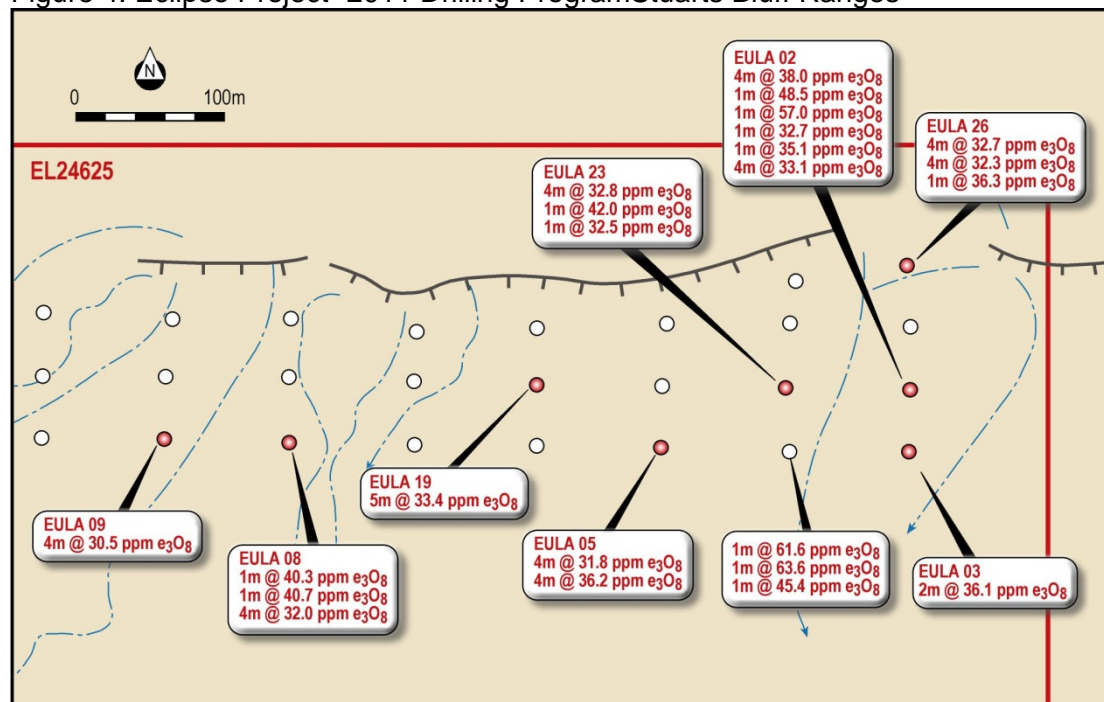 Figure 4: Eclipse Project- 2011 Drilling ProgramStuarts Bluff Ranges
N
0 100m
EL24625
EULA 02
4m @ 38.0 ppm e₃O₈
1m @ 48.5 ppm e₃O₈
1m @ 57.0 ppm e₃O₈
1m @ 32.7 ppm e₃O₈
1m @ 35.1 ppm e₃O₈
4m @ 33.1 ppm e₃O₈
EULA 26
4m @ 32.7 ppm e₃O₈
4m @ 32.3 ppm e₃O₈
1m @ 36.3 ppm e₃O₈
EULA 23
4m @ 32.8 ppm e₃O₈
1m @ 42.0 ppm e₃O₈
1m @ 32.5 ppm e₃O₈
EULA 19
5m @ 33.4 ppm e₃O₈
EULA 09
4m @ 30.5 ppm e₃O₈
EULA 08
1m @ 40.3 ppm e₃O₈
1m @ 40.7 ppm e₃O₈
4m @ 32.0 ppm e₃O₈
EULA 05
4m @ 31.8 ppm e₃O₈
4m @ 36.2 ppm e₃O₈
1m @ 61.6 ppm e₃O₈
1m @ 63.6 ppm e₃O₈
1m @ 45.4 ppm e₃O₈
EULA 03
2m @ 36.1 ppm e₃O₈